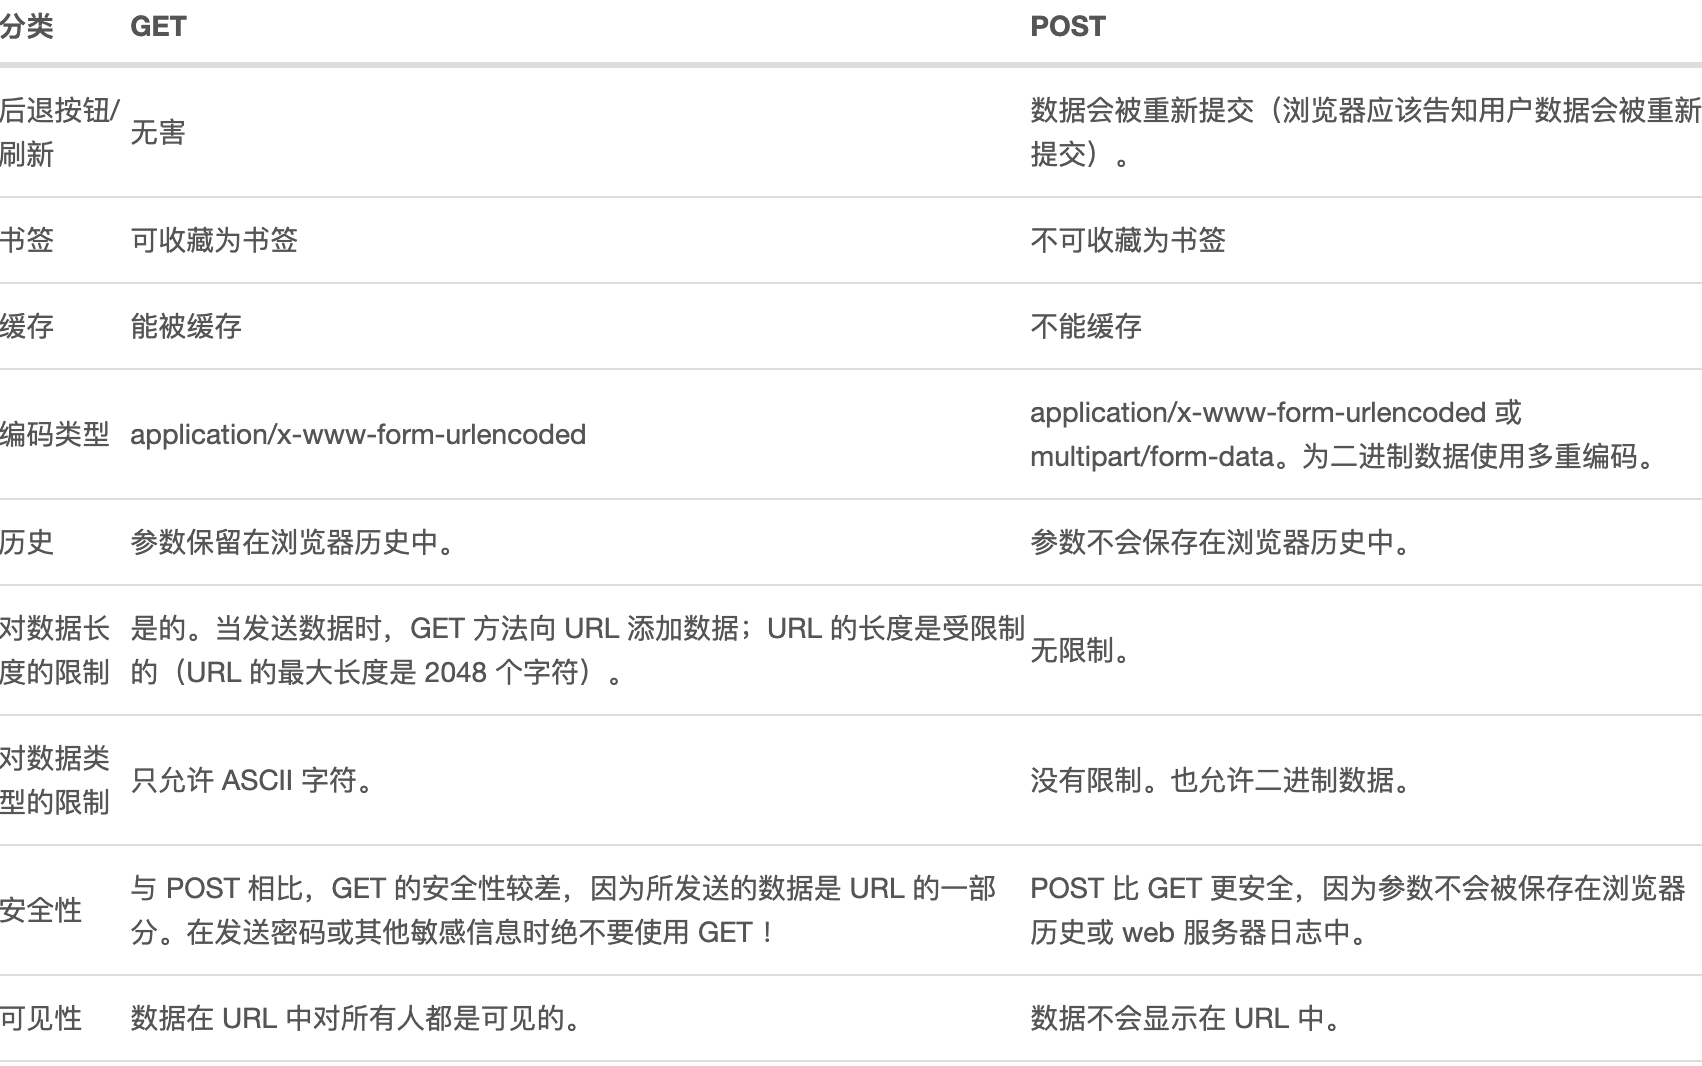 分类 GET POST
后退按钮/
刷新
无害
数据会被重新提交（浏览器应该告知用户数据会被重新
提交）。
书签 可收藏为书签 不可收藏为书签
缓存 能被缓存 不能缓存
编码类型 application/x-www-form-urlencoded
application/x-www-form-urlencoded 或
multipart/form-data。为二进制数据使用多重编码。
历史 参数保留在浏览器历史中。 参数不会保存在浏览器历史中。
对数据长
度的限制
是的。当发送数据时，GET 方法向 URL 添加数据；URL 的长度是受限制
的（URL 的最大长度是 2048 个字符）。
无限制。
对数据类
型的限制
只允许 ASCII 字符。 没有限制。也允许二进制数据。
安全性
与 POST 相比，GET 的安全性较差，因为所发送的数据是 URL 的一部
分。在发送密码或其他敏感信息时绝不要使用 GET ！
POST 比 GET 更安全，因为参数不会被保存在浏览器
历史或 web 服务器日志中。
可见性 数据在 URL 中对所有人都是可见的。 数据不会显示在 URL 中。